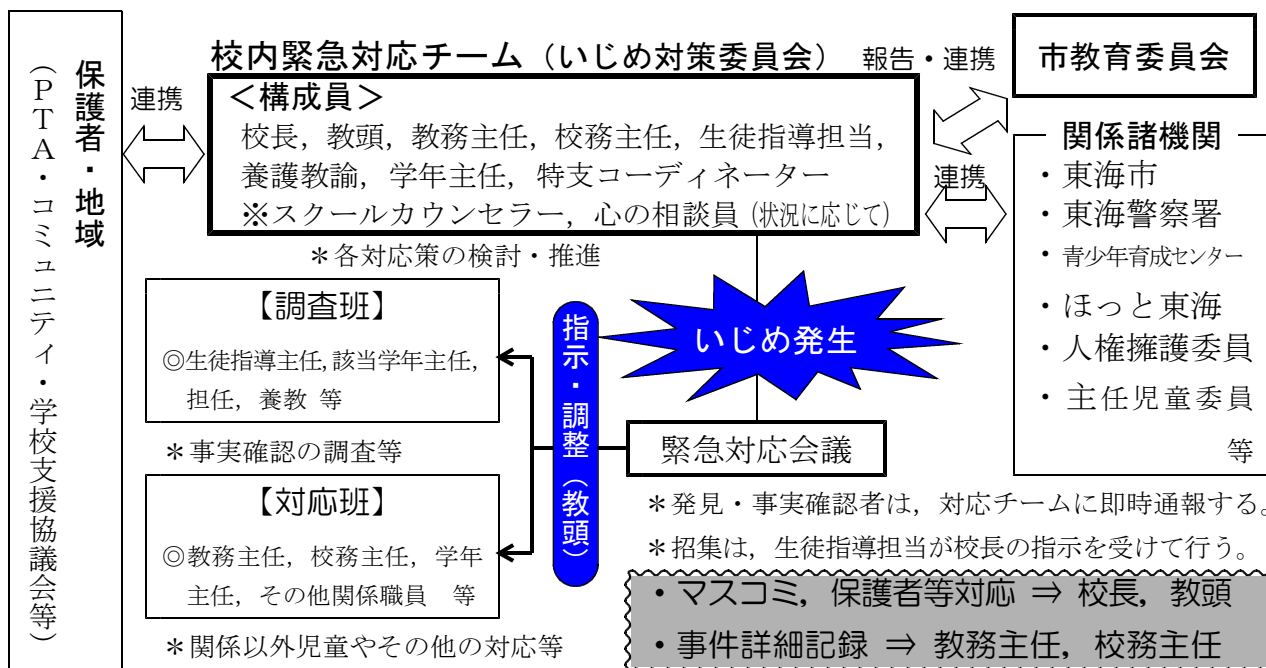 保護者・地域
（ＰＴＡ・コミュニティ・学校支援協議会等）
連携
校内緊急対応チーム（いじめ対策委員会）
報告・連携
市教育委員会
＜構成員＞
校長，教頭，教務主任，校務主任，生徒指導担当，
養護教諭，学年主任，特支コーディネーター
※スクールカウンセラー，心の相談員（状況に応じて）
＊各対応策の検討・推進
連携
関係諸機関
・東海市
・東海警察署
・青少年育成センター
・ほっと東海
・人権擁護委員
・主任児童委員
等
いじめ発生
指示・調整（教頭）
【調査班】
◎生徒指導主任，該当学年主任，
担任，養教 等
＊事実確認の調査等
緊急対応会議
【対応班】
◎教務主任，校務主任，学年
主任，その他関係職員 等
＊関係以外児童やその他の対応等
＊発見・事実確認者は，対応チームに即時通報する。
＊招集は，生徒指導担当が校長の指示を受けて行う。
・マスコミ，保護者等対応 ⇒ 校長，教頭
・事件詳細記録 ⇒ 教務主任，校務主任